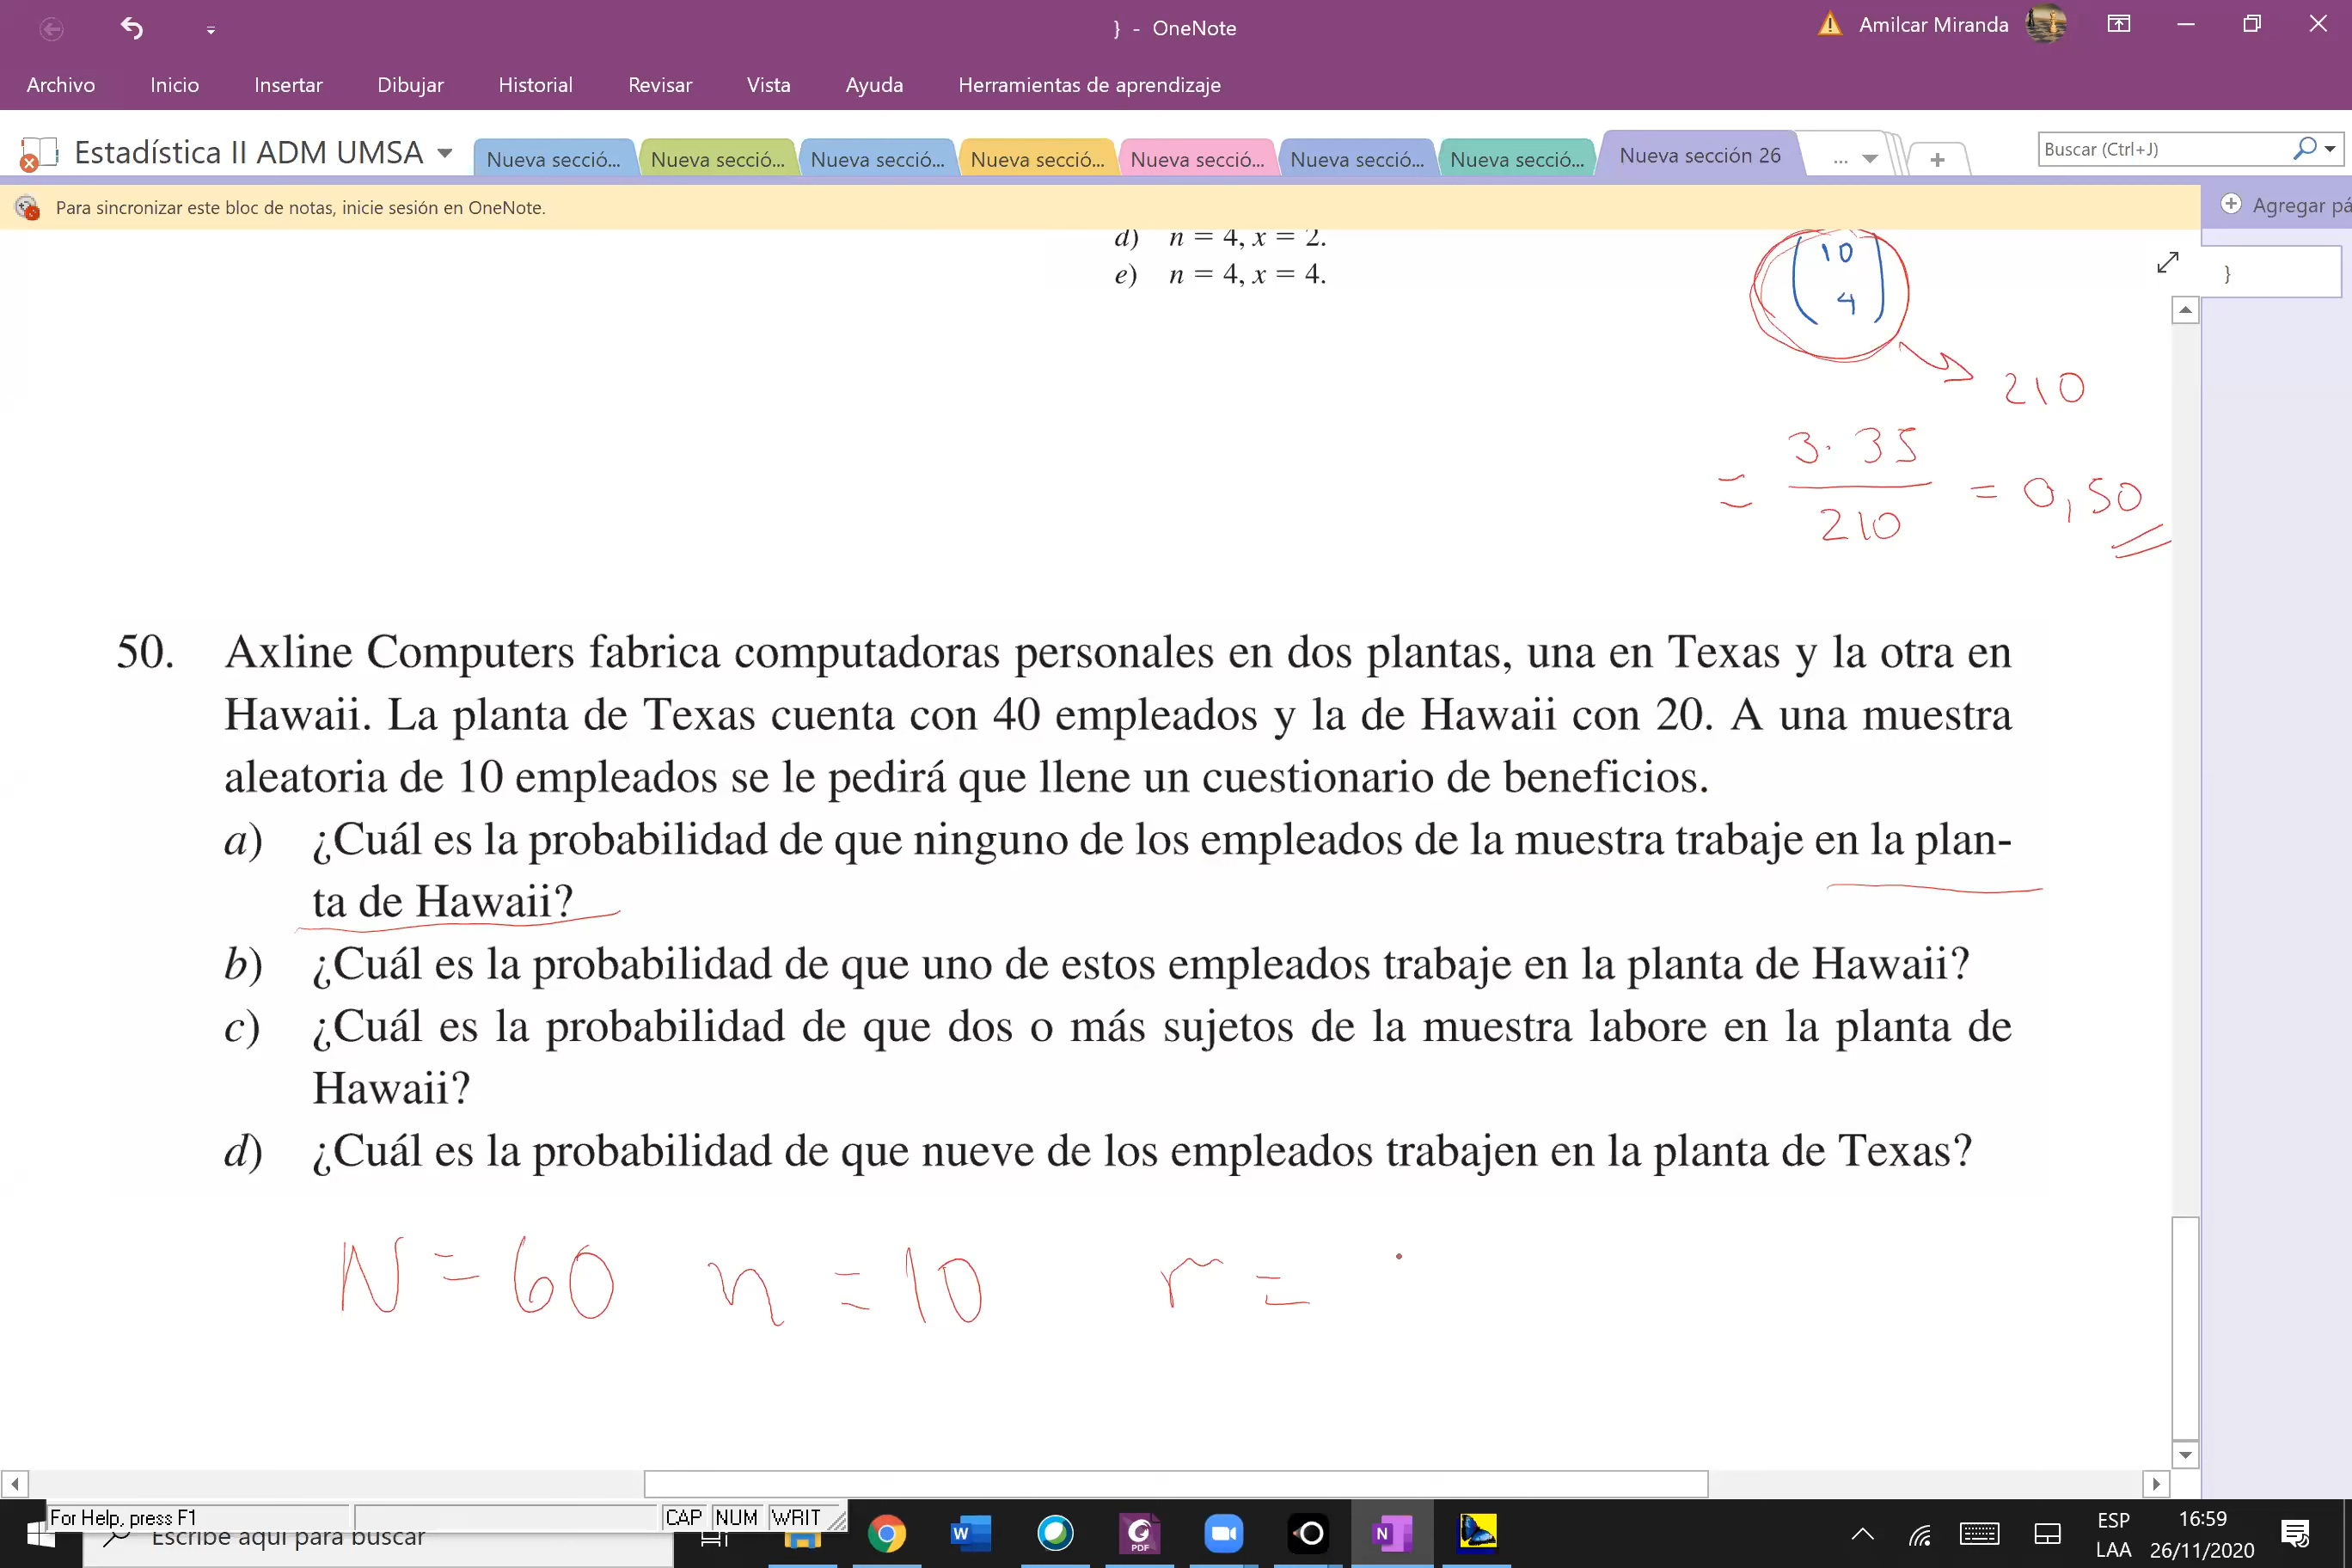 } - OneNote
Amilcar Miranda
Archivo Inicio Insertar Dibujar Historial Revisar Vista Ayuda Herramientas de aprendizaje
Estadística II ADM UMSA
Nueva secció... Nueva secció... Nueva secció... Nueva secció... Nueva secció... Nueva secció... Nueva secció... Nueva sección 26 ... +
Buscar (Ctrl+J)
Para sincronizar este bloc de notas, inicie sesión en OneNote.
Agregar pá
}
d) n = 4, x = 2.
e) n = 4, x = 4.
(10
4)
210
= 3·35
210
= 0,50
50. Axline Computers fabrica computadoras personales en dos plantas, una en Texas y la otra en
Hawaii. La planta de Texas cuenta con 40 empleados y la de Hawaii con 20. A una muestra
aleatoria de 10 empleados se le pedirá que llene un cuestionario de beneficios.
a) ¿Cuál es la probabilidad de que ninguno de los empleados de la muestra trabaje en la plan-
ta de Hawaii?
b) ¿Cuál es la probabilidad de que uno de estos empleados trabaje en la planta de Hawaii?
c) ¿Cuál es la probabilidad de que dos o más sujetos de la muestra labore en la planta de
Hawaii?
d) ¿Cuál es la probabilidad de que nueve de los empleados trabajen en la planta de Texas?
N = 60 n = 10 r =
For Help, press F1
CAP NUM WRIT
Escribe aquí para buscar
ESP
LAA
16:59
26/11/2020